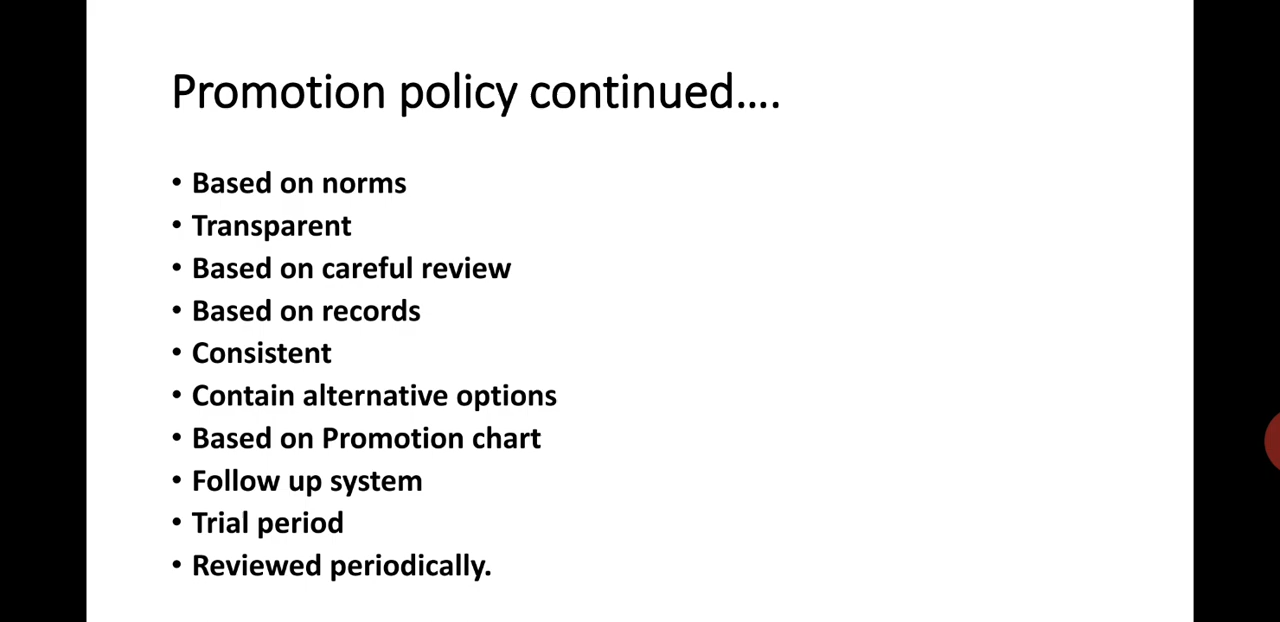 Promotion policy continued....
• Based on norms
• Transparent
• Based on careful review
• Based on records
• Consistent
• Contain alternative options
• Based on Promotion chart
• Follow up system
• Trial period
• Reviewed periodically.